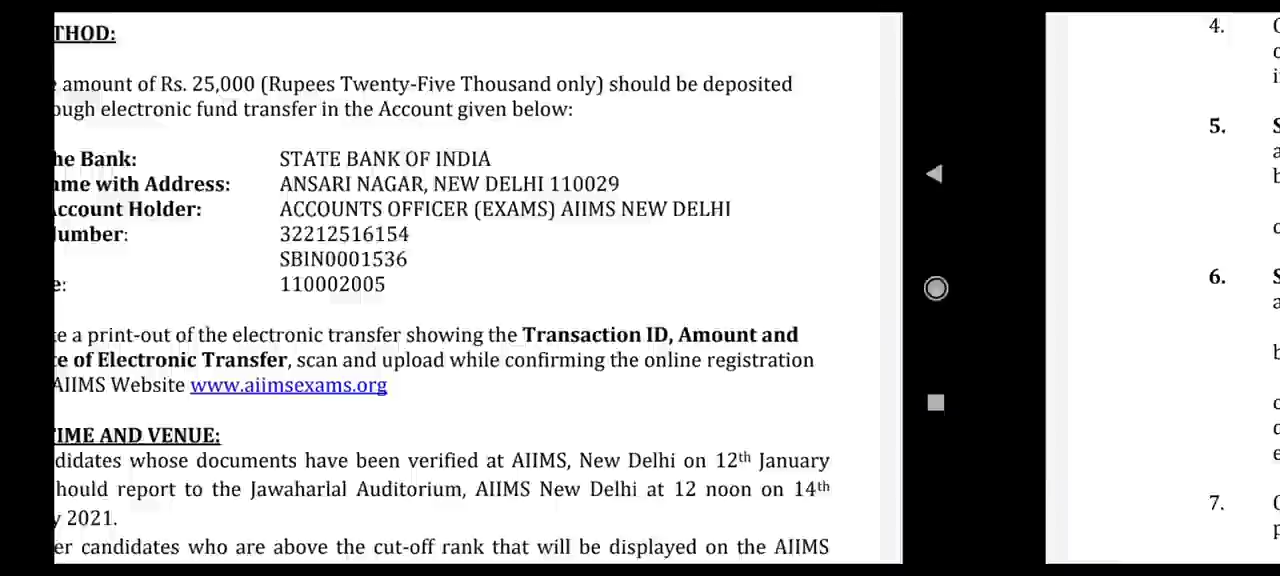 THOD:
amount of Rs. 25,000 (Rupees Twenty-Five Thousand only) should be deposited
ough electronic fund transfer in the Account given below:
he Bank: STATE BANK OF INDIA
ame with Address: ANSARI NAGAR, NEW DELHI 110029
Account Holder: ACCOUNTS OFFICER (EXAMS) AIIMS NEW DELHI
umber: 32212516154
SBIN0001536
e: 110002005
te a print-out of the electronic transfer showing the Transaction ID, Amount and
te of Electronic Transfer, scan and upload while confirming the online registration
AIIMS Website www.aiimsexams.org
TIME AND VENUE:
didates whose documents have been verified at AIIMS, New Delhi on 12th January
hould report to the Jawaharlal Auditorium, AIIMS New Delhi at 12 noon on 14th
y 2021.
er candidates who are above the cut-off rank that will be displayed on the AIIMS
4.
5.
6.
7.